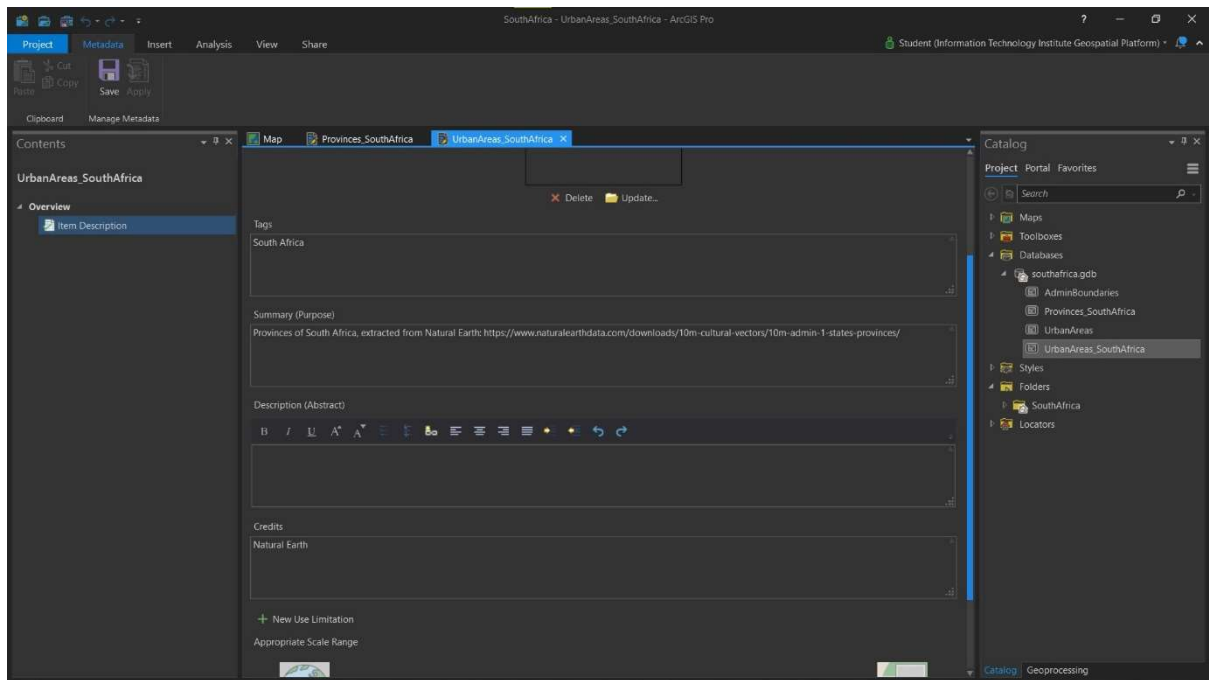 SouthAfrica - UrbanAreas_SouthAfrica - ArcGIS Pro
?
Project Metadata Insert Analysis View Share
Student (Information Technology Institute Geospatial Platform)
Paste
Cut
Copy
Save Apply
Clipboard Manage Metadata
Contents
UrbanAreas_SouthAfrica
Overview
Item Description
Map Provinces_SouthAfrica UrbanAreas_SouthAfrica
Delete Update...
Tags
South Africa
Summary (Purpose)
Provinces of South Africa, extracted from Natural Earth: https://www.naturalearthdata.com/downloads/10m-cultural-vectors/10m-admin-1-states-provinces/
Description (Abstract)
B I U A A
Credits
Natural Earth
New Use Limitation
Appropriate Scale Range
Catalog
Project Portal Favorites
Search
Maps
Toolboxes
Databases
southafrica.gdb
AdminBoundaries
Provinces_SouthAfrica
UrbanAreas
UrbanAreas_SouthAfrica
Styles
Folders
SouthAfrica
Locators
Catalog Geoprocessing